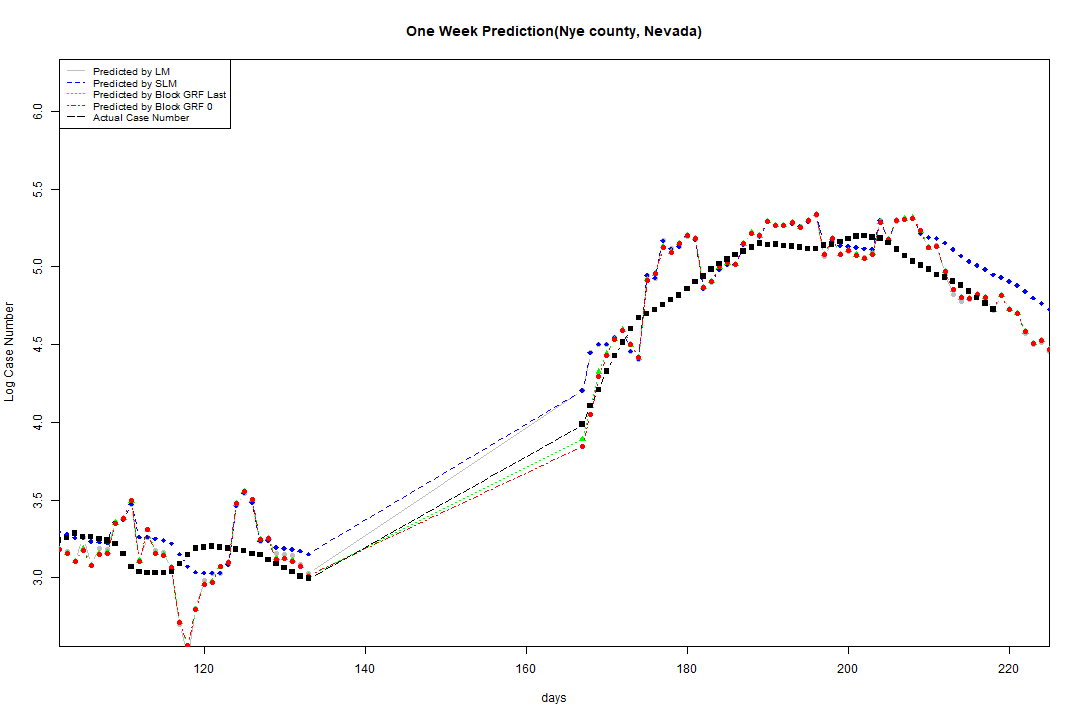 One Week Prediction(Nye county, Nevada)
Predicted by LM
Predicted by SLM
Predicted by Block GRF Last
Predicted by Block GRF 0
Actual Case Number
6.0
5.5
5.0
4.5
4.0
3.5
3.0
Log Case Number
120 140 160 180 200 220
days